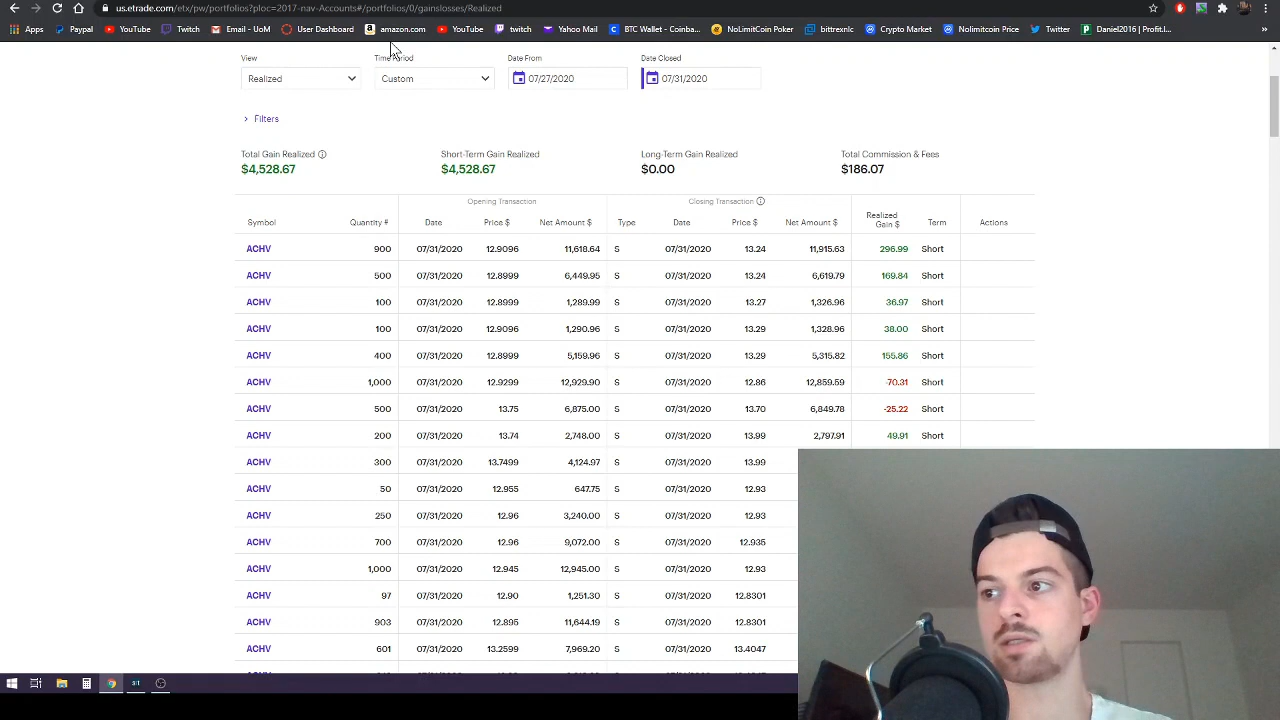 us.etrade.com/etx/pw/portfolios?ploc=2017-nav-Accounts#/portfolios/0/gainslosses/Realized
Apps Paypal YouTube Twitch Email - UoM User Dashboard amazon.com YouTube twitch Yahoo Mail BTC Wallet - Coinba... NoLimitCoin Poker bittrexnlc Crypto Market NoLimitCoin Price Twitter Daniel2016 | Profit.l... »
View Time Period Date From Date Closed
Realized Custom 07/27/2020 07/31/2020
> Filters
Total Gain Realized Short-Term Gain Realized Long-Term Gain Realized Total Commission & Fees
$4,528.67 $4,528.67 $0.00 $186.07
Opening Transaction Closing Transaction
Symbol Quantity # Date Price $ Net Amount $ Type Date Price $ Net Amount $ Realized Gain $ Term Actions
ACHV 900 07/31/2020 12.9096 11,618.64 S 07/31/2020 13.24 11,915.63 296.99 Short
ACHV 500 07/31/2020 12.8999 6,449.95 S 07/31/2020 13.24 6,619.79 169.84 Short
ACHV 100 07/31/2020 12.8999 1,289.99 S 07/31/2020 13.27 1,326.96 36.97 Short
ACHV 100 07/31/2020 12.9096 1,290.96 S 07/31/2020 13.29 1,328.96 38.00 Short
ACHV 400 07/31/2020 12.8999 5,159.96 S 07/31/2020 13.29 5,315.82 155.86 Short
ACHV 1,000 07/31/2020 12.9299 12,929.90 S 07/31/2020 12.86 12,859.59 -70.31 Short
ACHV 500 07/31/2020 13.75 6,875.00 S 07/31/2020 13.70 6,849.78 -25.22 Short
ACHV 200 07/31/2020 13.74 2,748.00 S 07/31/2020 13.99 2,797.91 49.91 Short
ACHV 300 07/31/2020 13.7499 4,124.97 S 07/31/2020 13.99
ACHV 50 07/31/2020 12.955 647.75 S 07/31/2020 12.93
ACHV 250 07/31/2020 12.96 3,240.00 S 07/31/2020 12.93
ACHV 700 07/31/2020 12.96 9,072.00 S 07/31/2020 12.935
ACHV 1,000 07/31/2020 12.945 12,945.00 S 07/31/2020 12.93
ACHV 97 07/31/2020 12.90 1,251.30 S 07/31/2020 12.8301
ACHV 903 07/31/2020 12.895 11,644.19 S 07/31/2020 12.8301
ACHV 601 07/31/2020 13.2599 7,969.20 S 07/31/2020 13.4047